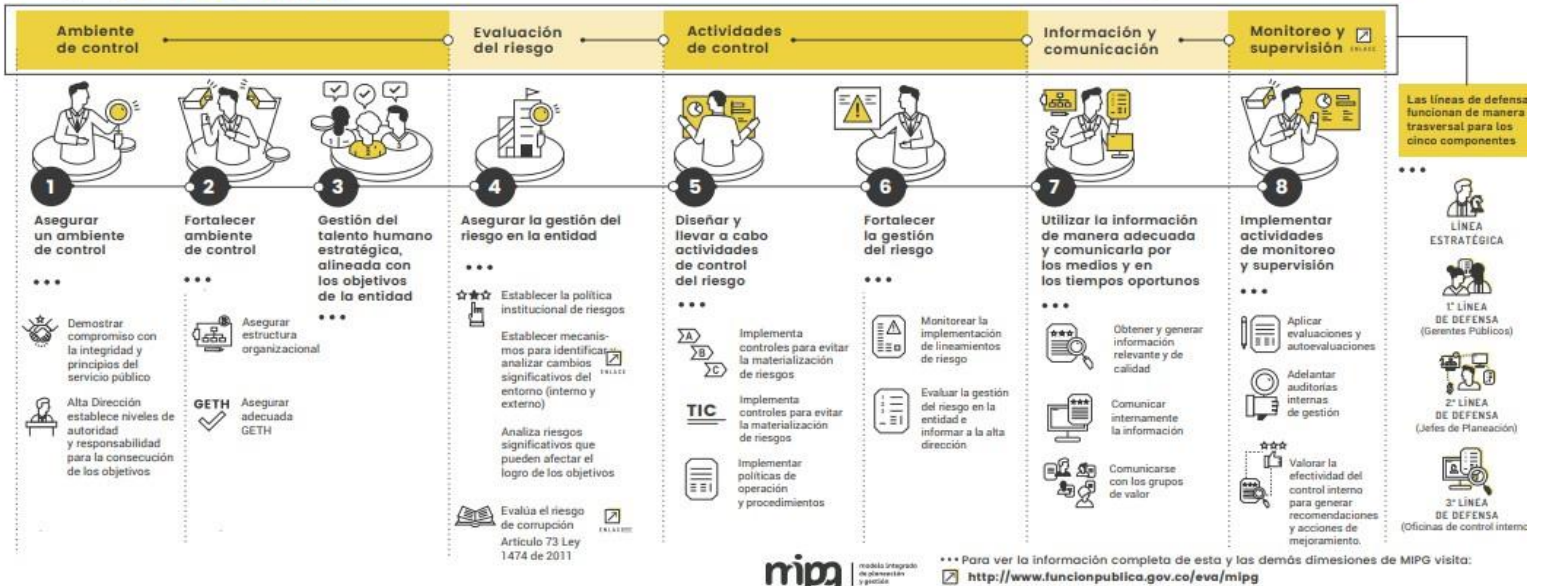 Ambiente
de control
Evaluación
del riesgo
Actividades
de control
Información y
comunicación
Monitoreo y
supervisión
ENLACE
Las líneas de defensa
funcionan de manera
trasversal para los
cinco componentes
1
Asegurar
un ambiente
de control
Demostrar
compromiso con
la integridad y
principios del
servicio público
Alta Dirección
establece niveles de
autoridad
y responsabilidad
para la consecución
de los objetivos
2
Fortalecer
ambiente
de control
Asegurar
estructura
organizacional
GETH
Asegurar
adecuada
GETH
3
Gestión del
talento humano
estratégica,
alineada con
los objetivos
de la entidad
4
Asegurar la gestión del
riesgo en la entidad
Establecer la política
institucional de riesgos
Establecer mecanis-
mos para identificar y
analizar cambios
significativos del
entorno (interno y
externo)
ENLACE
Analiza riesgos
significativos que
pueden afectar el
logro de los objetivos
Evalúa el riesgo
de corrupción
Artículo 73 Ley
1474 de 2011
5
Diseñar y
llevar a cabo
actividades
de control
del riesgo
A
B
C
Implementa
controles para evitar
la materialización
de riesgos
TIC
Implementa
controles para evitar
la materialización
de riesgos
Implementar
políticas de
operación
y procedimientos
6
Fortalecer
la gestión
del riesgo
Monitorear la
implementación
de lineamientos
de riesgo
Evaluar la gestión
del riesgo en la
entidad e
informar a la alta
dirección
7
Utilizar la información
de manera adecuada
y comunicarla por
los medios y en
los tiempos oportunos
Obtener y generar
información
relevante y de
calidad
Comunicar
internamente
la información
Comunicarse
con los grupos
de valor
8
Implementar
actividades
de monitoreo
y supervisión
Aplicar
evaluaciones y
autoevaluaciones
Adelantar
auditorías
internas
de gestión
Valorar la
efectividad del
control interno
para generar
recomendaciones
y acciones de
mejoramiento.
LÍNEA
ESTRATÉGICA
1ª LÍNEA
DE DEFENSA
(Gerentes Públicos)
2ª LÍNEA
DE DEFENSA
(Jefes de Planeación)
3ª LÍNEA
DE DEFENSA
(Oficinas de control interno
mipg
modelo integrado
de planeación
y gestión
••• Para ver la información completa de esta y las demás dimesiones de MIPG visita:
http://www.funcionpublica.gov.co/eva/mipg